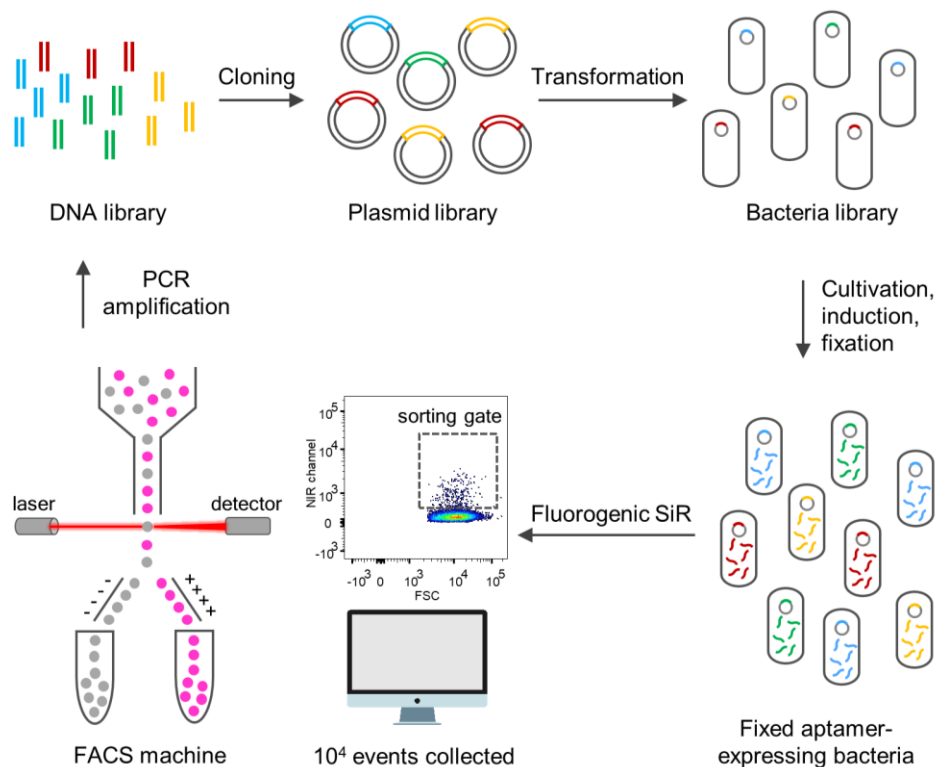 Cloning
Transformation
DNA library
Plasmid library
Bacteria library
PCR
amplification
Cultivation,
induction,
fixation
sorting gate
NIR channel
10⁵
10⁴
10³
0
-10³
-10³ 0 10³ 10⁴ 10⁵
FSC
laser
detector
Fluorogenic SiR
- - - -
++++
FACS machine
10⁴ events collected
Fixed aptamer-
expressing bacteria